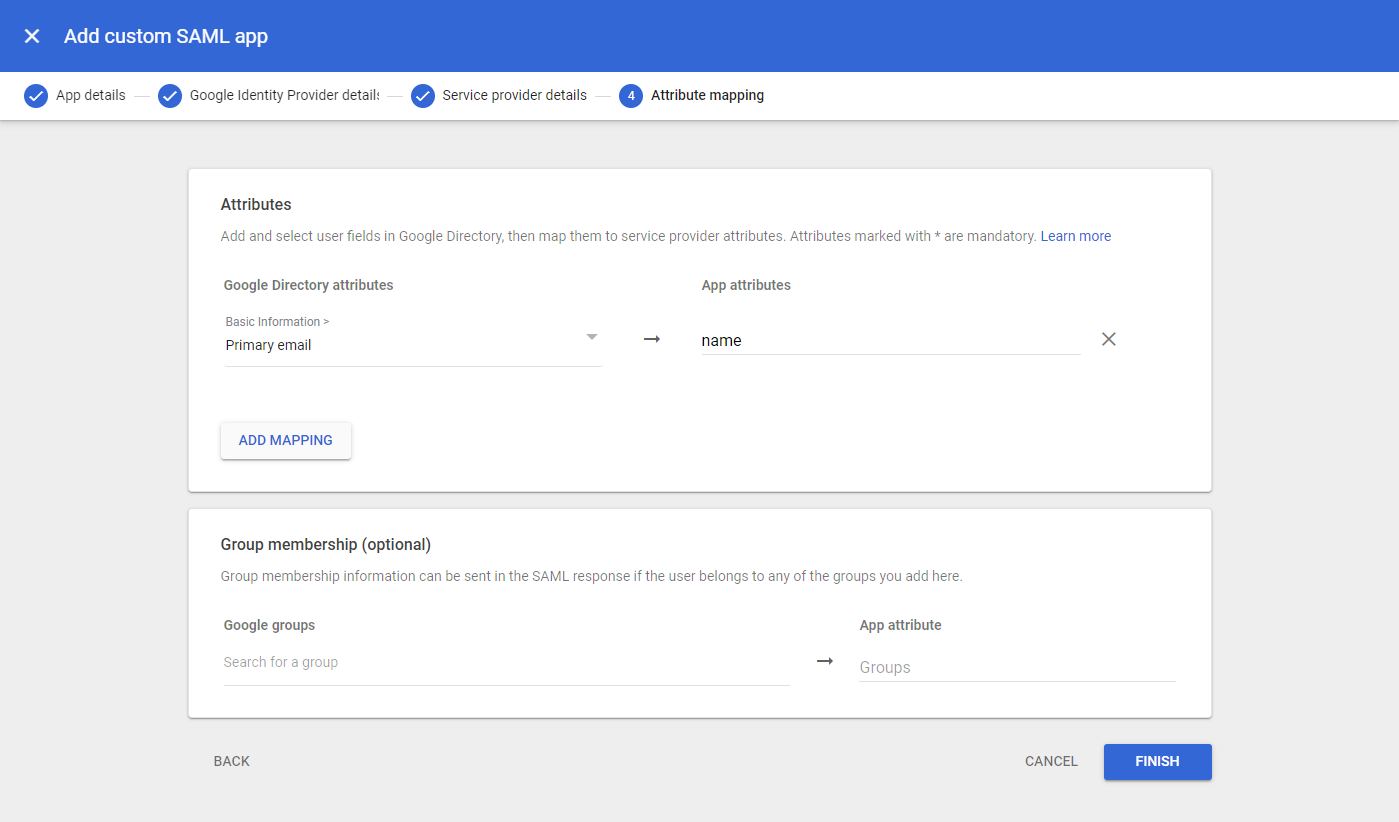 Add custom SAML app
App details
Google Identity Provider details
Service provider details
4
Attribute mapping
Attributes
Add and select user fields in Google Directory, then map them to service provider attributes. Attributes marked with * are mandatory. Learn more
Google Directory attributes
App attributes
Basic Information >
Primary email
name
ADD MAPPING
Group membership (optional)
Group membership information can be sent in the SAML response if the user belongs to any of the groups you add here.
Google groups
App attribute
Search for a group
Groups
BACK
CANCEL
FINISH